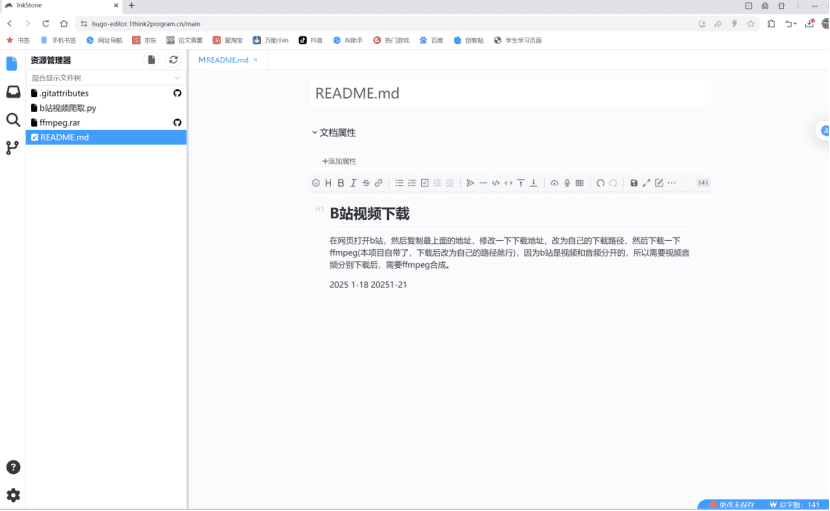 InkStone
hugo-editor.1think2program.cn/main
书签 手机书签 网址导航 京东 论文查重 爱淘宝 万能小in 抖音 AI助手 热门游戏 百度 创客贴 学生学习页面
资源管理器
混合显示文件树
.gitattributes
b站视频爬取.py
ffmpeg.rar
README.md
M README.md
README.md
文档属性
+添加属性
H B I S
141
H1 B站视频下载
在网页打开b站，然后复制最上面的地址，修改一下下载地址，改为自己的下载路径，然后下载一下
ffmpeg(本项目自带了，下载后改为自己的路径就行)，因为b站是视频和音频分开的，所以需要视频音
频分别下载后，需要ffmpeg合成。
2025 1-18 20251-21
更改未保存 总字数：141